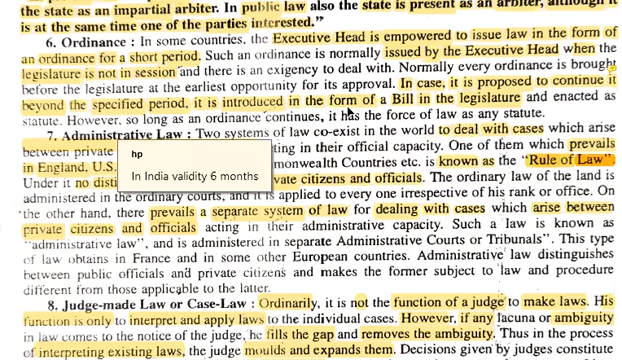 the state as an impartial arbiter. In public law also the state is present as an arbiter, although it
is at the same time one of the parties interested."
6. Ordinance : In some countries, the Executive Head is empowered to issue law in the form of
an ordinance for a short period. Such an ordinance is normally issued by the Executive Head when the
legislature is not in session and there is an exigency to deal with. Normally every ordinance is brought
before the legislature at the earliest opportunity for its approval. In case, it is proposed to continue it
beyond the specified period, it is introduced in the form of a Bill in the legislature and enacted as
statute. However, so long as an ordinance continues, it has the force of law as any statute.
7. Administrative Law : Two systems of law co-exist in the world to deal with cases which arise
between private
ting in their official capacity. One of them which prevails
in England, U.S.
monwealth Countries etc. is known as the "Rule of Law".
Under it no disti
vate citizens and officials. The ordinary law of the land is
hp
In India validity 6 months
administered in the ordinary courts, and it is applied to every one irrespective of his rank or office. On
the other hand, there prevails a separate system of law for dealing with cases which arise between
private citizens and officials acting in their administrative capacity. Such a law is known as
"administrative law", and is administered in separate Administrative Courts or Tribunals". This type
of law obtains in France and in some other European countries. Administrative law distinguishes
between public officials and private citizens and makes the former subject to law and procedure
different from those applicable to the latter.
8. Judge-made Law or Case-Law : Ordinarily, it is not the function of a judge to make laws. His
function is only to interpret and apply laws to the individual cases. However, if any lacuna or ambiguity
in law comes to the notice of the judge, he fills the gap and removes the ambiguity. Thus in the process
of interpreting existing laws, the judge moulds and expands them. Decisions given by judges constitute